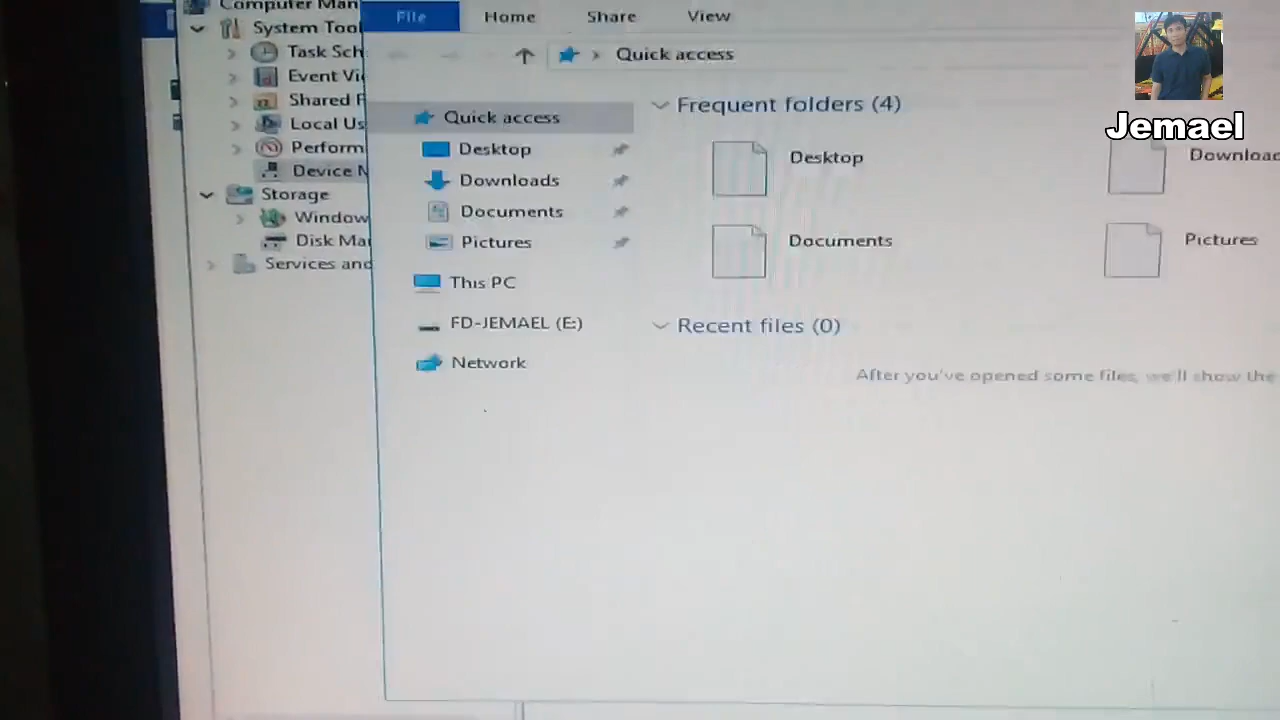 Computer Man
System Tool
Task Sch
Event Vi
Shared F
Local Us
Perform
Device M
Storage
Window
Disk Ma
Services and
File Home Share View
Quick access
Quick access
Desktop
Downloads
Documents
Pictures
This PC
FD-JEMAEL (E:)
Network
Frequent folders (4)
Desktop
Downloa
Documents
Pictures
Recent files (0)
After you've opened some files, we'll show the
Jemael